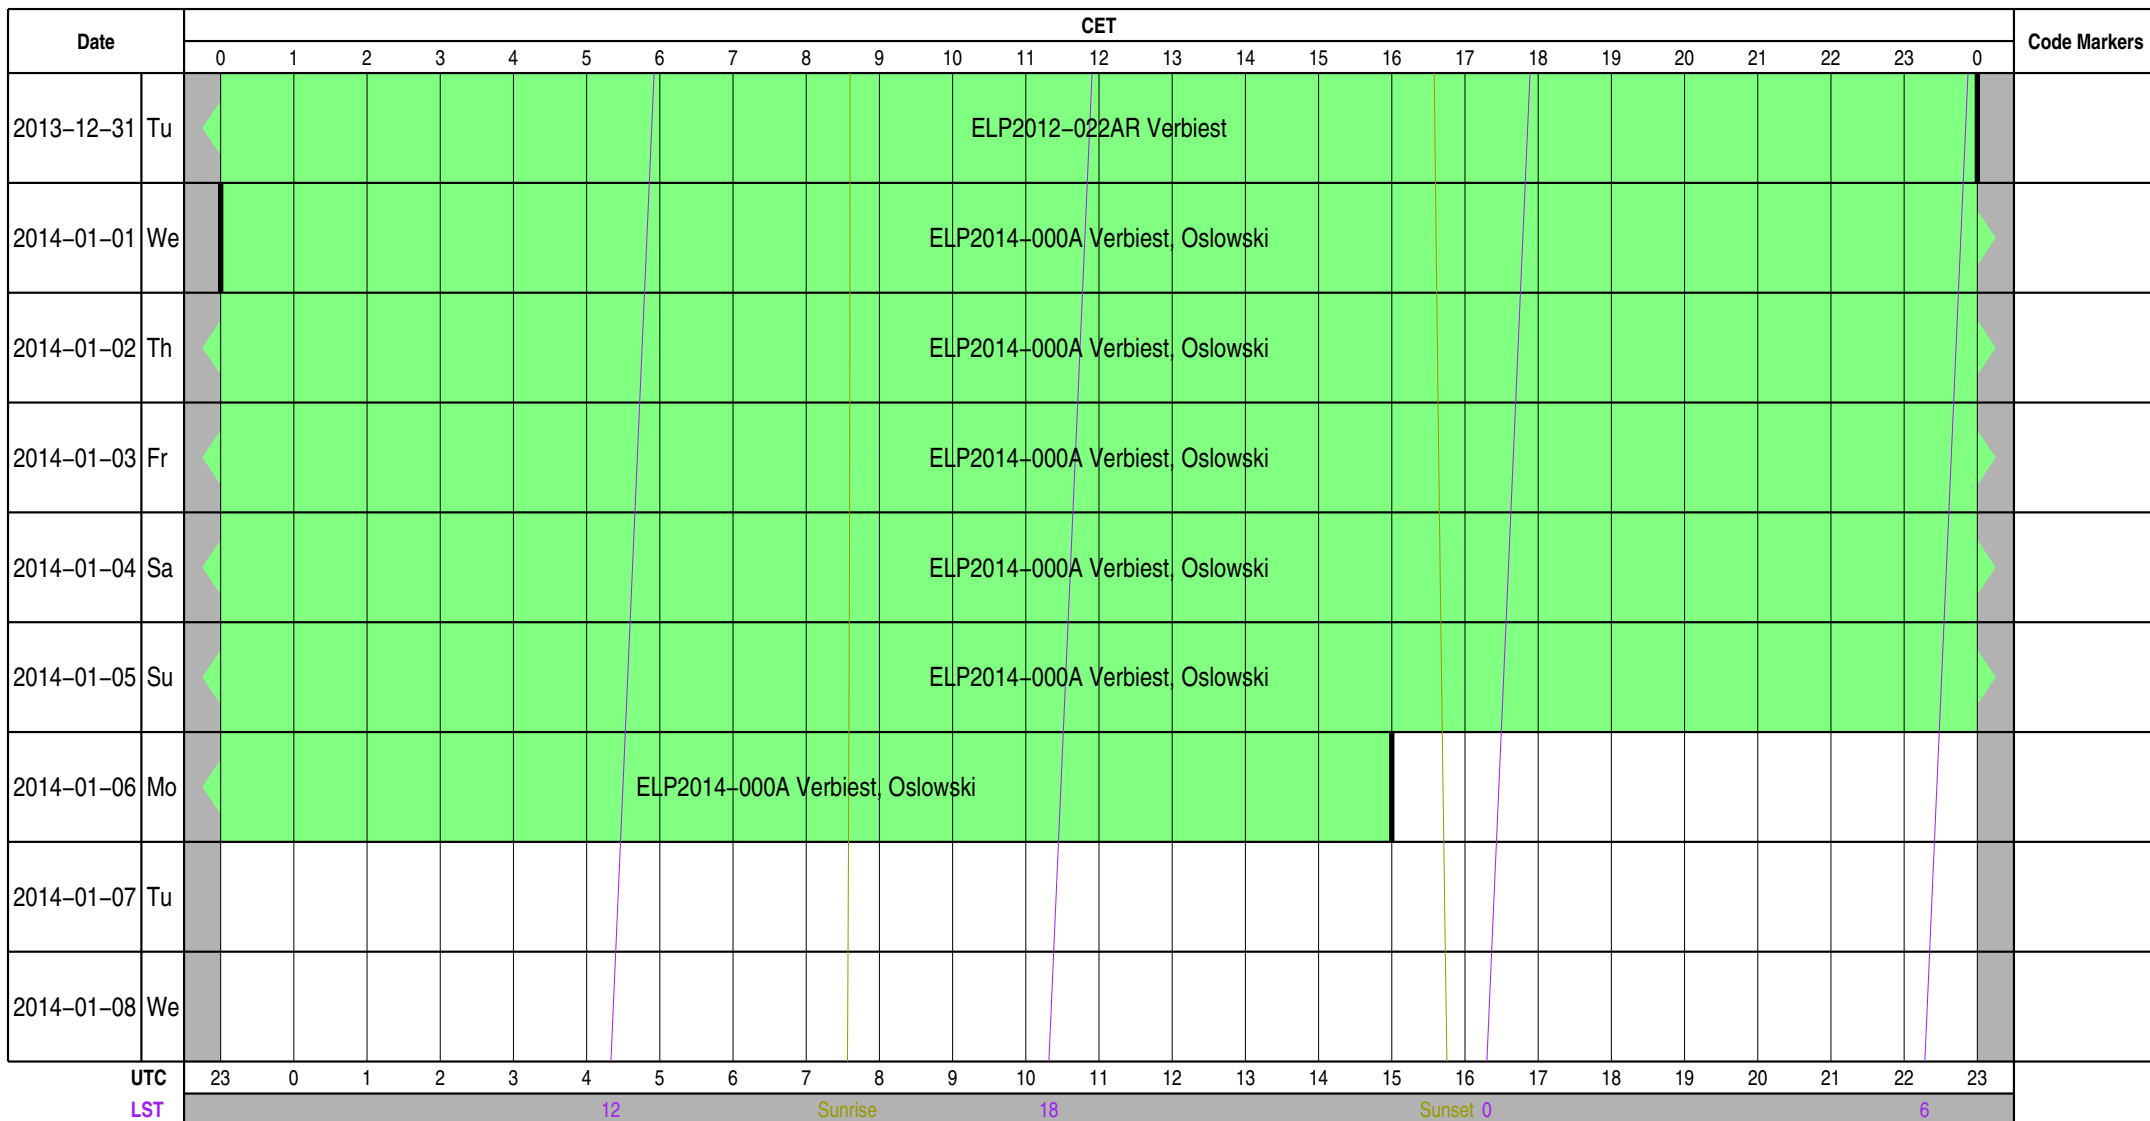 Date CET Code Markers
0 1 2 3 4 5 6 7 8 9 10 11 12 13 14 15 16 17 18 19 20 21 22 23 0
2013–12–31 Tu ELP2012–022AR Verbiest
2014–01–01 We ELP2014–000A Verbiest, Oslowski
2014–01–02 Th ELP2014–000A Verbiest, Oslowski
2014–01–03 Fr ELP2014–000A Verbiest, Oslowski
2014–01–04 Sa ELP2014–000A Verbiest, Oslowski
2014–01–05 Su ELP2014–000A Verbiest, Oslowski
2014–01–06 Mo ELP2014–000A Verbiest, Oslowski
2014–01–07 Tu
2014–01–08 We
UTC 23 0 1 2 3 4 5 6 7 8 9 10 11 12 13 14 15 16 17 18 19 20 21 22 23
LST 12 Sunrise 18 Sunset 0 6